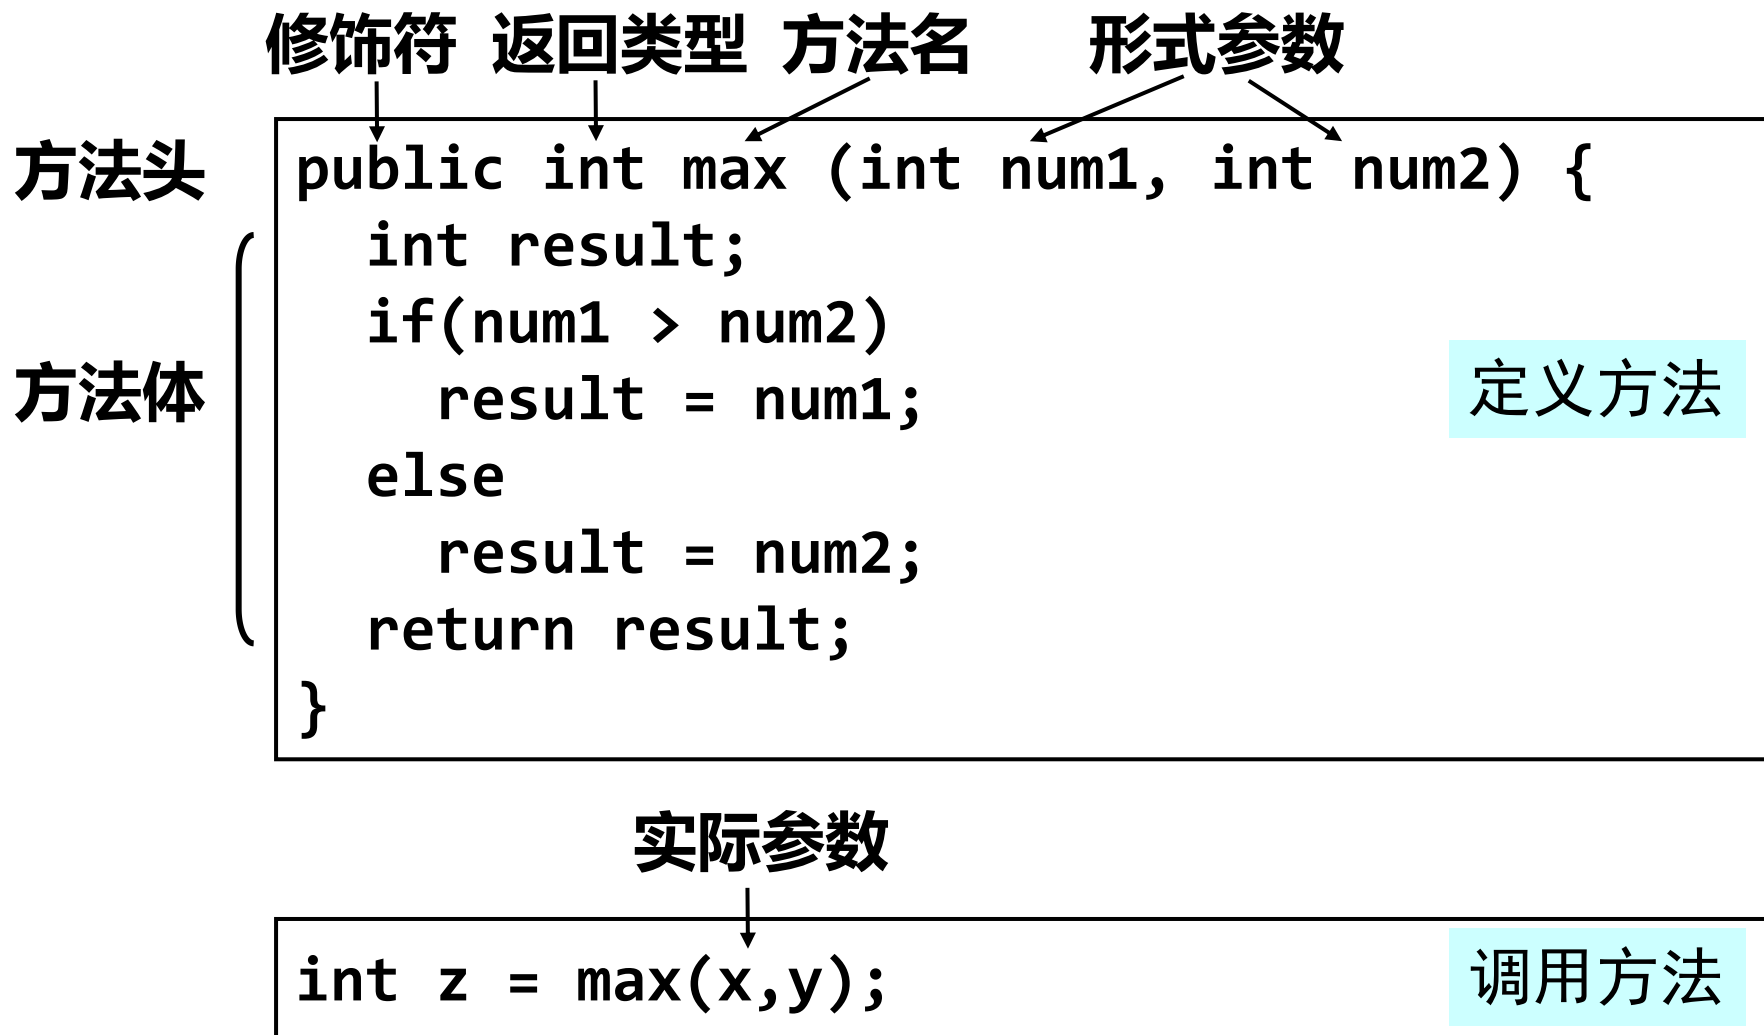 修饰符 返回类型 方法名 形式参数
方法头
public int max (int num1, int num2) {
int result;
if(num1 > num2)
方法体
result = num1;
定义方法
else
result = num2;
return result;
}
实际参数
int z = max(x,y);
调用方法